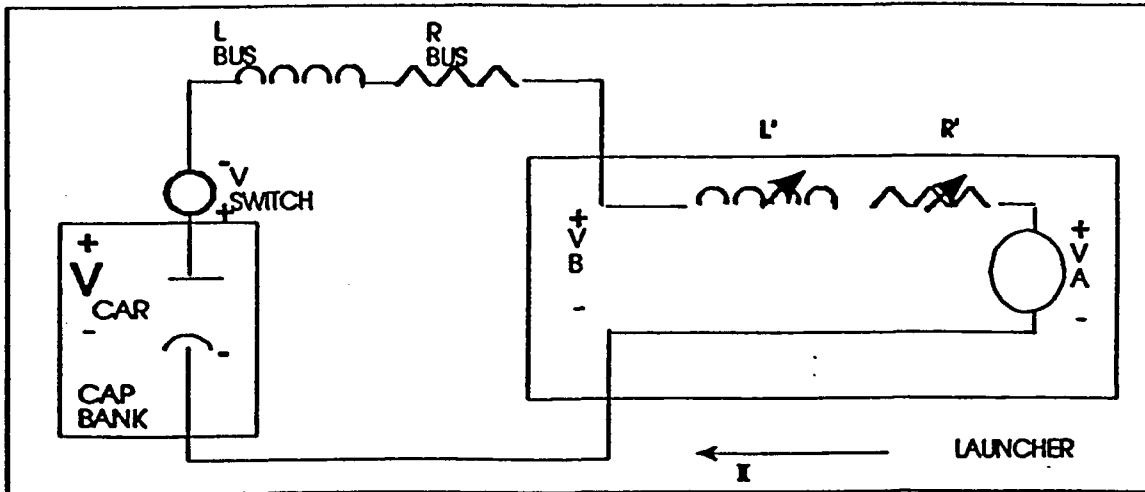 L
BUS
R
BUS
L'
R'
-
V
SWITCH
+
+
V
CAR
-
-
CAP
BANK
+
V
B
-
+
V
A
-
I
LAUNCHER